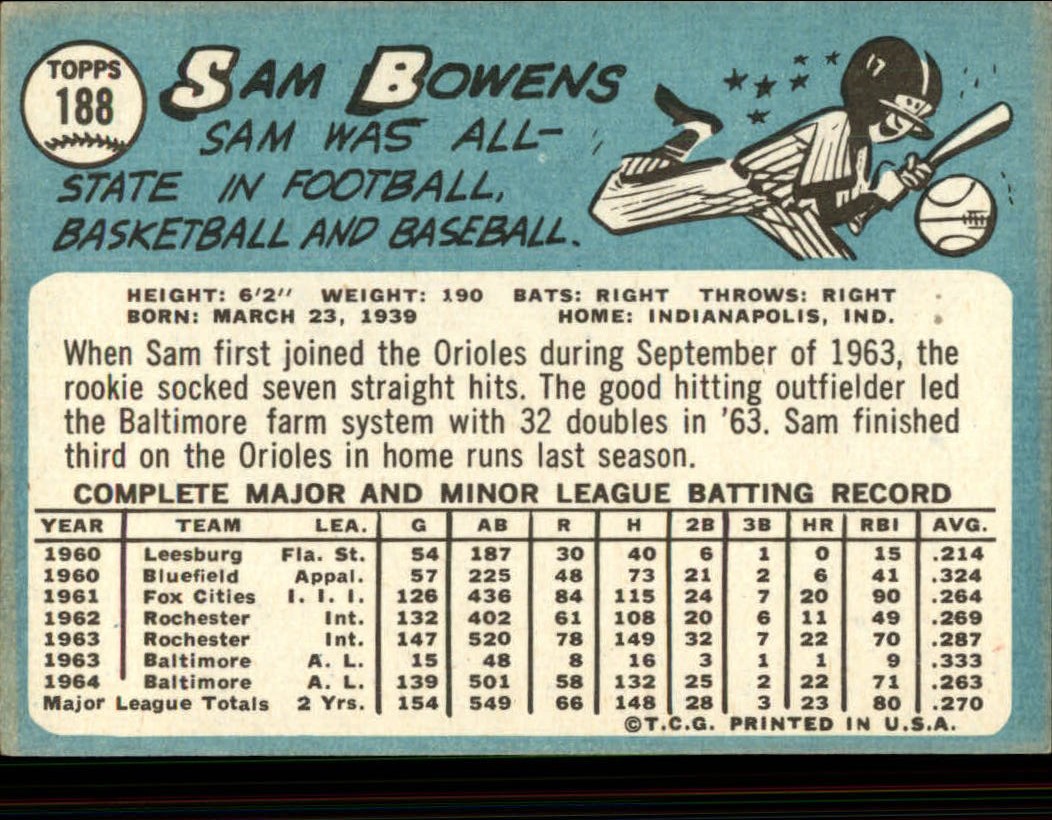 TOPPS
188
SAM BOWENS
SAM WAS ALL-
STATE IN FOOTBALL,
BASKETBALL AND BASEBALL.
17
HEIGHT: 6'2" WEIGHT: 190 BATS: RIGHT THROWS: RIGHT
BORN: MARCH 23, 1939 HOME: INDIANAPOLIS, IND.
When Sam first joined the Orioles during September of 1963, the
rookie socked seven straight hits. The good hitting outfielder led
the Baltimore farm system with 32 doubles in '63. Sam finished
third on the Orioles in home runs last season.
COMPLETE MAJOR AND MINOR LEAGUE BATTING RECORD
YEAR TEAM LEA. G AB R H 2B 3B HR RBI AVG.
1960 Leesburg Fla. St. 54 187 30 40 6 1 0 15 .214
1960 Bluefield Appal. 57 225 48 73 21 2 6 41 .324
1961 Fox Cities I. I. I. 126 436 84 115 24 7 20 90 .264
1962 Rochester Int. 132 402 61 108 20 6 11 49 .269
1963 Rochester Int. 147 520 78 149 32 7 22 70 .287
1963 Baltimore A. L. 15 48 8 16 3 1 1 9 .333
1964 Baltimore A. L. 139 501 58 132 25 2 22 71 .263
Major League Totals 2 Yrs. 154 549 66 148 28 3 23 80 .270
©T.C.G. PRINTED IN U.S.A.